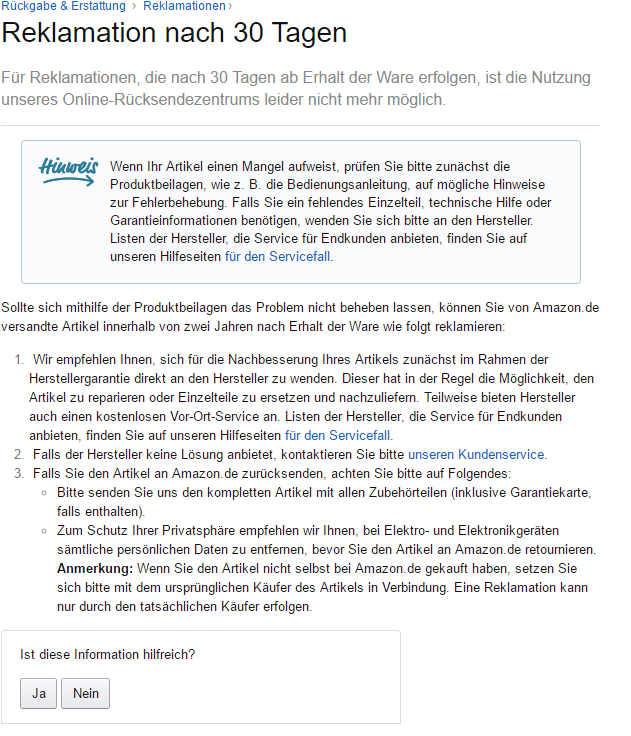 Rückgabe & Erstattung › Reklamationen ›
Reklamation nach 30 Tagen
Für Reklamationen, die nach 30 Tagen ab Erhalt der Ware erfolgen, ist die Nutzung
unseres Online-Rücksendezentrums leider nicht mehr möglich.
Hinweis
Wenn Ihr Artikel einen Mangel aufweist, prüfen Sie bitte zunächst die
Produktbeilagen, wie z. B. die Bedienungsanleitung, auf mögliche Hinweise
zur Fehlerbehebung. Falls Sie ein fehlendes Einzelteil, technische Hilfe oder
Garantieinformationen benötigen, wenden Sie sich bitte an den Hersteller.
Listen der Hersteller, die Service für Endkunden anbieten, finden Sie auf
unseren Hilfeseiten für den Servicefall.
Sollte sich mithilfe der Produktbeilagen das Problem nicht beheben lassen, können Sie von Amazon.de
versandte Artikel innerhalb von zwei Jahren nach Erhalt der Ware wie folgt reklamieren:
1. Wir empfehlen Ihnen, sich für die Nachbesserung Ihres Artikels zunächst im Rahmen der
Herstellergarantie direkt an den Hersteller zu wenden. Dieser hat in der Regel die Möglichkeit, den
Artikel zu reparieren oder Einzelteile zu ersetzen und nachzuliefern. Teilweise bieten Hersteller
auch einen kostenlosen Vor-Ort-Service an. Listen der Hersteller, die Service für Endkunden
anbieten, finden Sie auf unseren Hilfeseiten für den Servicefall.
2. Falls der Hersteller keine Lösung anbietet, kontaktieren Sie bitte unseren Kundenservice.
3. Falls Sie den Artikel an Amazon.de zurücksenden, achten Sie bitte auf Folgendes:
○ Bitte senden Sie uns den kompletten Artikel mit allen Zubehörteilen (inklusive Garantiekarte,
falls enthalten).
○ Zum Schutz Ihrer Privatsphäre empfehlen wir Ihnen, bei Elektro- und Elektronikgeräten
sämtliche persönlichen Daten zu entfernen, bevor Sie den Artikel an Amazon.de retournieren.
Anmerkung: Wenn Sie den Artikel nicht selbst bei Amazon.de gekauft haben, setzen Sie
sich bitte mit dem ursprünglichen Käufer des Artikels in Verbindung. Eine Reklamation kann
nur durch den tatsächlichen Käufer erfolgen.
Ist diese Information hilfreich?
Ja Nein